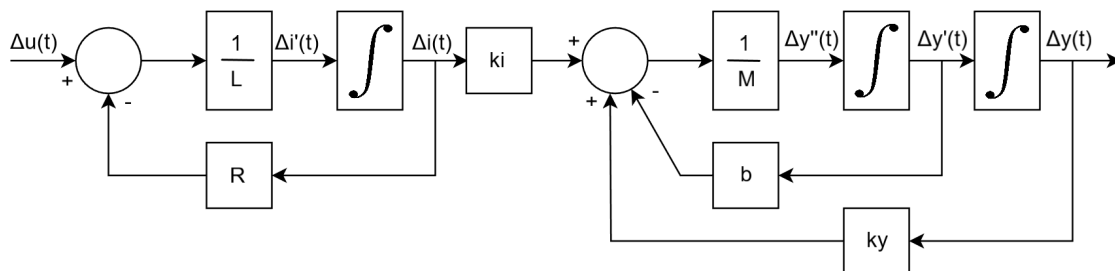 Δu(t)
+
-
1
L
Δi'(t)
∫
Δi(t)
ki
R
+
+
-
1
M
Δy''(t)
∫
Δy'(t)
∫
Δy(t)
b
ky